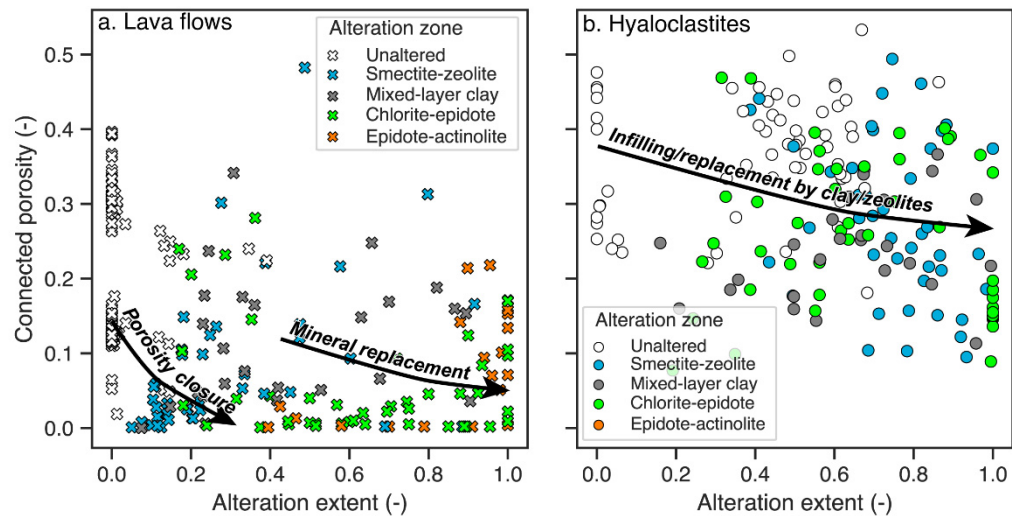 a. Lava flows
Alteration zone
Unaltered
Smectite-zeolite
Mixed-layer clay
Chlorite-epidote
Epidote-actinolite
Porosity closure
Mineral replacement
Connected porosity (-)
0.5
0.4
0.3
0.2
0.1
0.0
0.0 0.2 0.4 0.6 0.8 1.0
Alteration extent (-)
b. Hyaloclastites
Infilling/replacement by clay/zeolites
Alteration zone
Unaltered
Smectite-zeolite
Mixed-layer clay
Chlorite-epidote
Epidote-actinolite
0.0 0.2 0.4 0.6 0.8 1.0
Alteration extent (-)